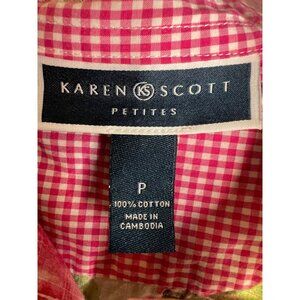 KAREN KS SCOTT
PETITES
P
100% COTTON
MADE IN
CAMBODIA